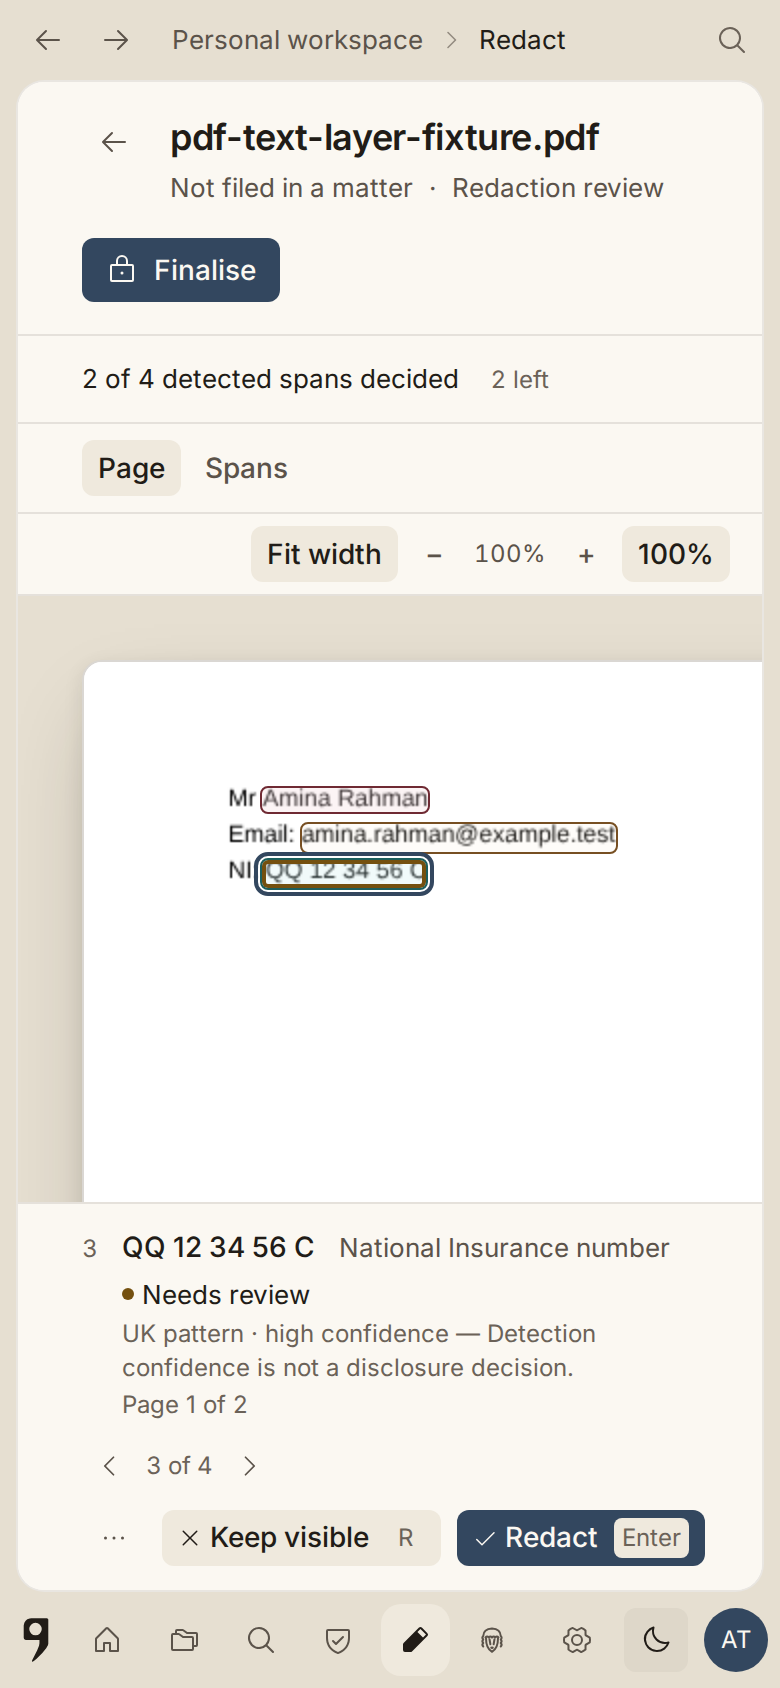 Personal workspace > Redact
pdf-text-layer-fixture.pdf
Not filed in a matter · Redaction review
Finalise
2 of 4 detected spans decided 2 left
Page Spans
Fit width − 100% + 100%
Mr Amina Rahman
Email: amina.rahman@example.test
NI QQ 12 34 56 C
3 QQ 12 34 56 C National Insurance number
Needs review
UK pattern · high confidence — Detection
confidence is not a disclosure decision.
Page 1 of 2
3 of 4
... Keep visible R Redact Enter
AT